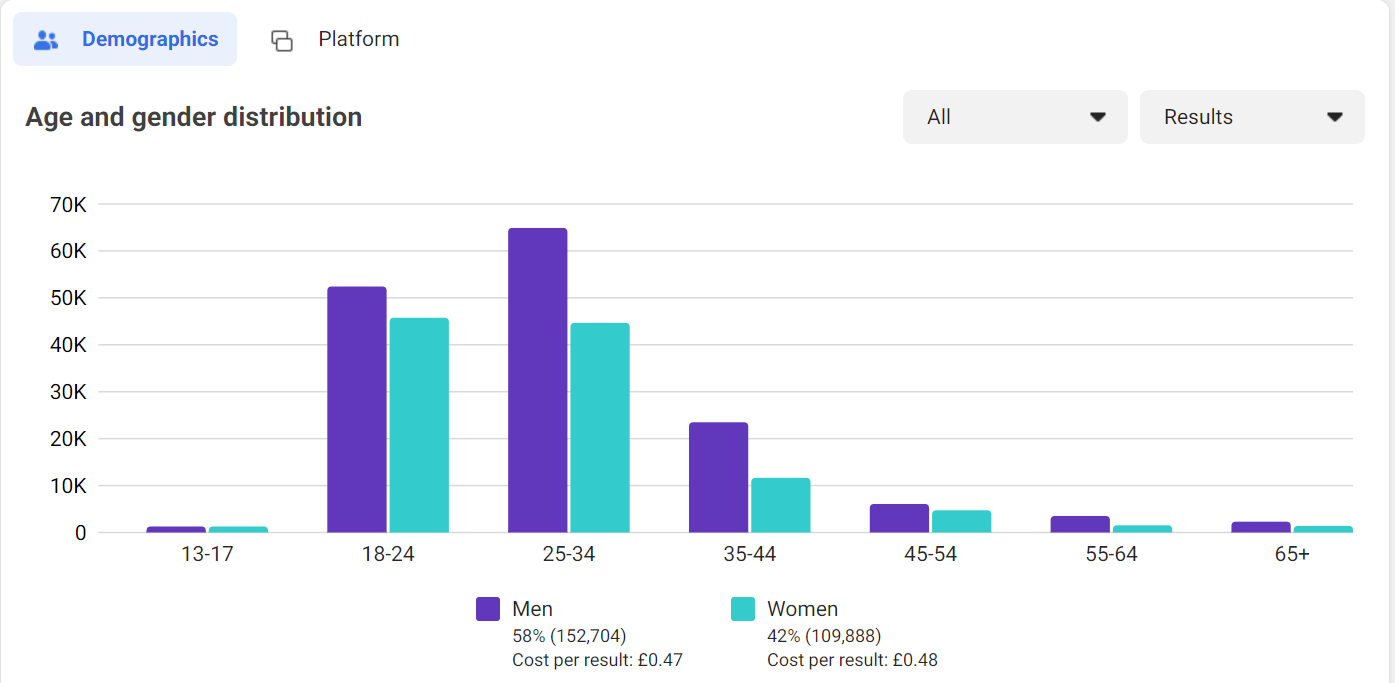 Demographics Platform
Age and gender distribution All Results
70K
60K
50K
40K
30K
20K
10K
0
13-17 18-24 25-34 35-44 45-54 55-64 65+
Men Women
58% (152,704) 42% (109,888)
Cost per result: £0.47 Cost per result: £0.48